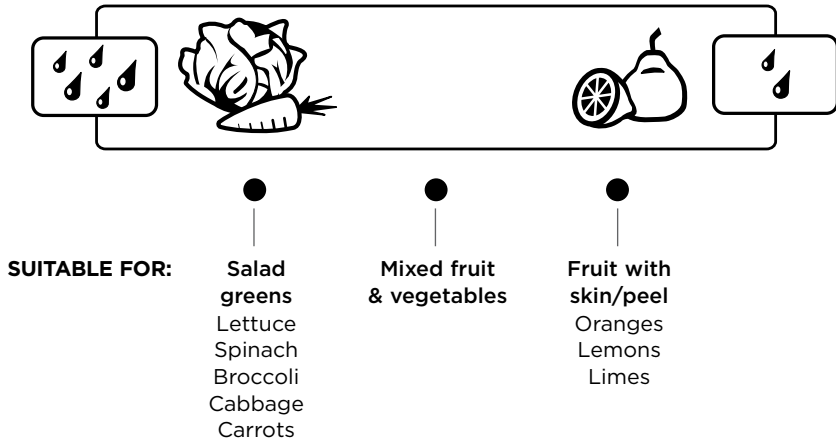 SUITABLE FOR:
Salad
greens
Lettuce
Spinach
Broccoli
Cabbage
Carrots
Mixed fruit
& vegetables
Fruit with
skin/peel
Oranges
Lemons
Limes